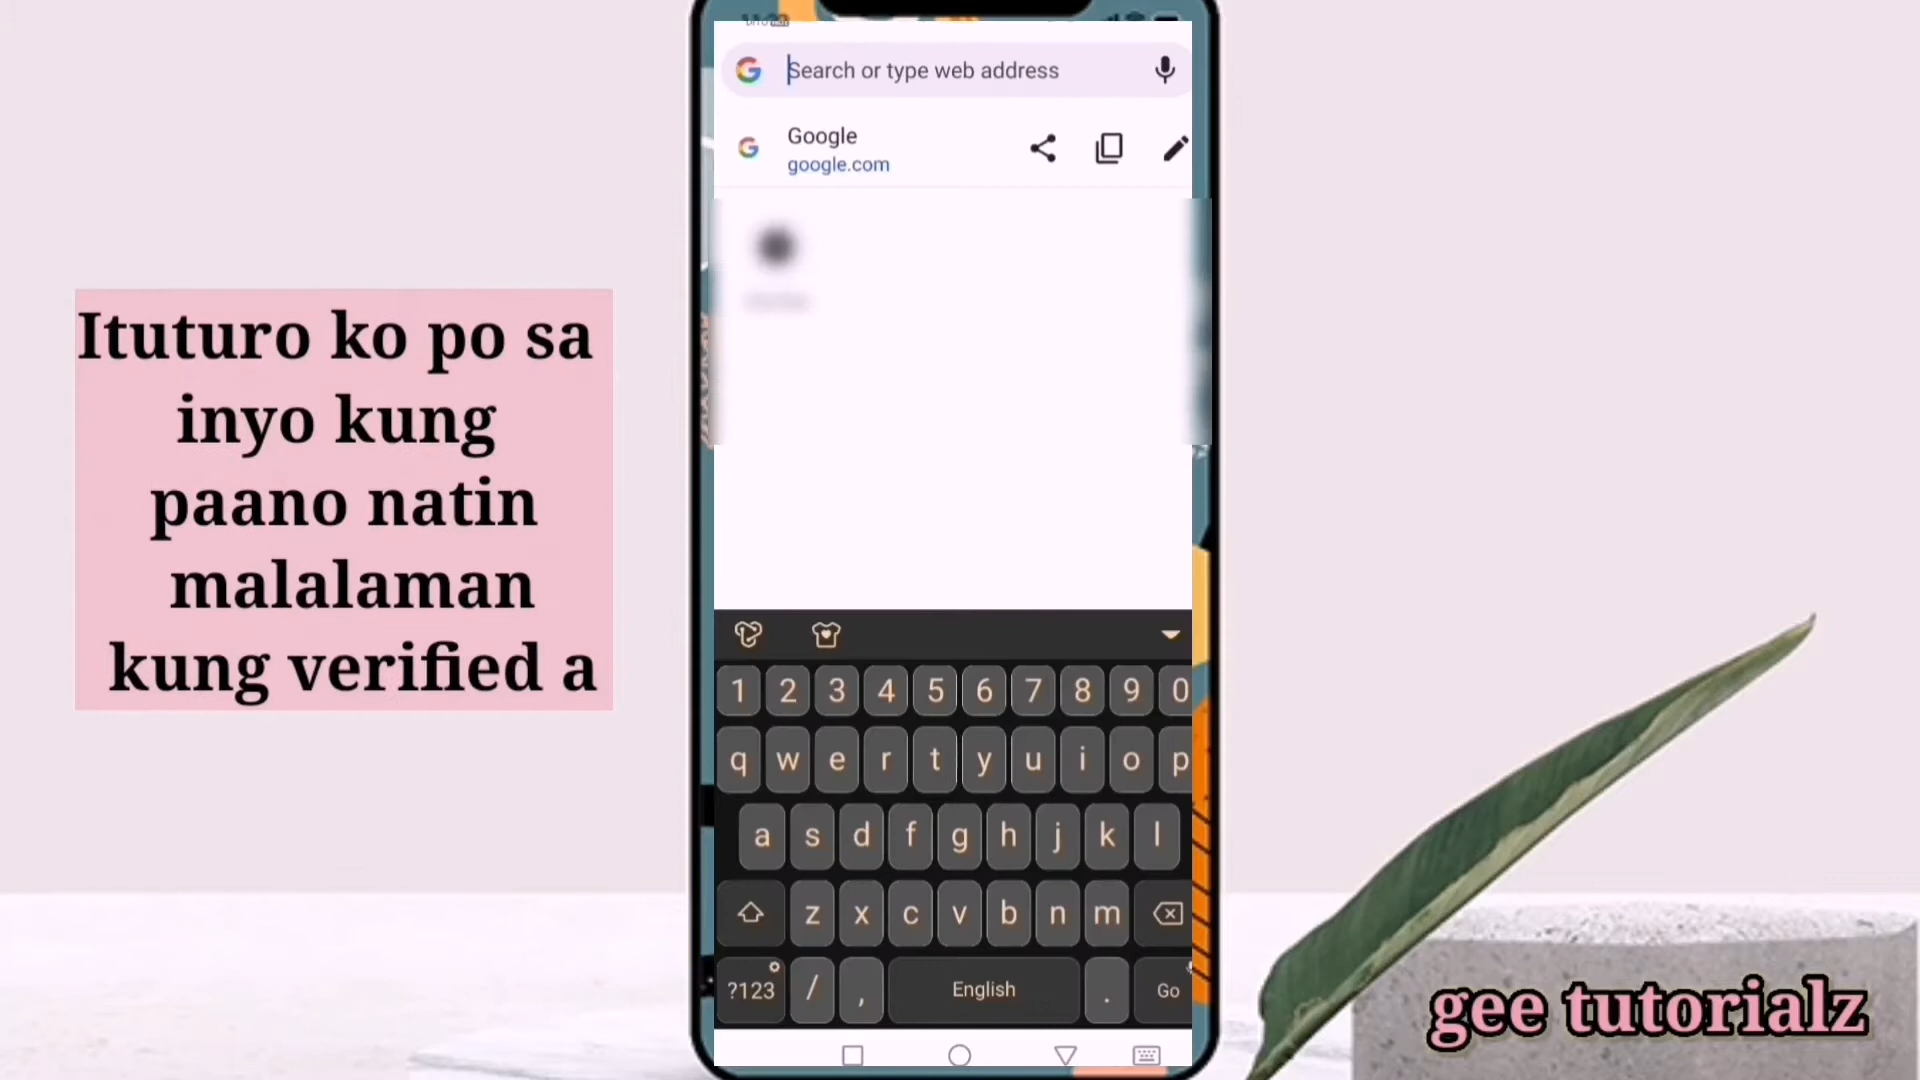 Search or type web address
Google
google.com
Ituturo ko po sa
inyo kung
paano natin
malalaman
kung verified a
1 2 3 4 5 6 7 8 9 0
q w e r t y u i o p
a s d f g h j k l
z x c v b n m
?123 / , English . Go
gee tutorialz